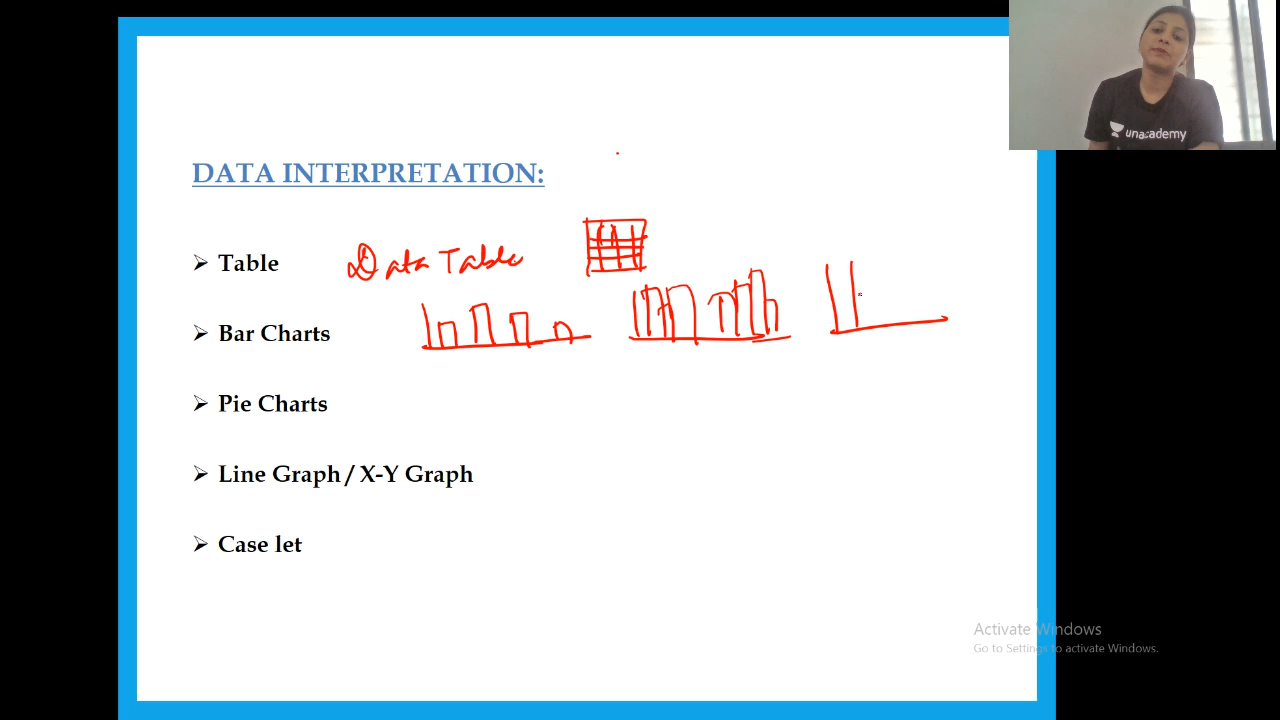 unacademy
DATA INTERPRETATION:
➢ Table Data Table
➢ Bar Charts
➢ Pie Charts
➢ Line Graph / X-Y Graph
➢ Case let
Activate Windows
Go to Settings to activate Windows.